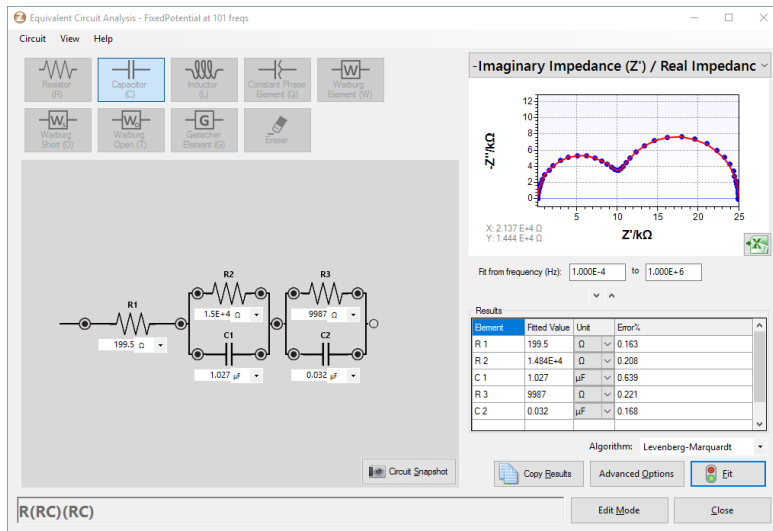 Equivalent Circuit Analysis - FixedPotential at 101 freqs
Circuit View Help
Resistor (R)
Capacitor (C)
Inductor (L)
Constant Phase Element (Q)
W
Warburg Element (W)
Ws
Warburg Short (O)
Wo
Warburg Open (T)
G
Gerischer Element (G)
Eraser
R1
199.5 Ω
R2
1.5E+4 Ω
C1
1.027 µF
R3
9987 Ω
C2
0.032 µF
Circuit Snapshot
R(RC)(RC)
-Imaginary Impedance (Z') / Real Impedanc
-Z''/kΩ
12
10
8
6
4
2
0
5 10 15 20 25
Z'/kΩ
X: 2.137 E+4 Ω
Y: 1.444 E+4 Ω
Fit from frequency (Hz): 1.000E-4 to 1.000E+6
Results
Element Fitted Value Unit Error%
R 1 199.5 Ω 0.163
R 2 1.484E+4 Ω 0.208
C 1 1.027 µF 0.639
R 3 9987 Ω 0.221
C 2 0.032 µF 0.168
Algorithm: Levenberg-Marquardt
Copy Results
Advanced Options
Fit
Edit Mode
Close